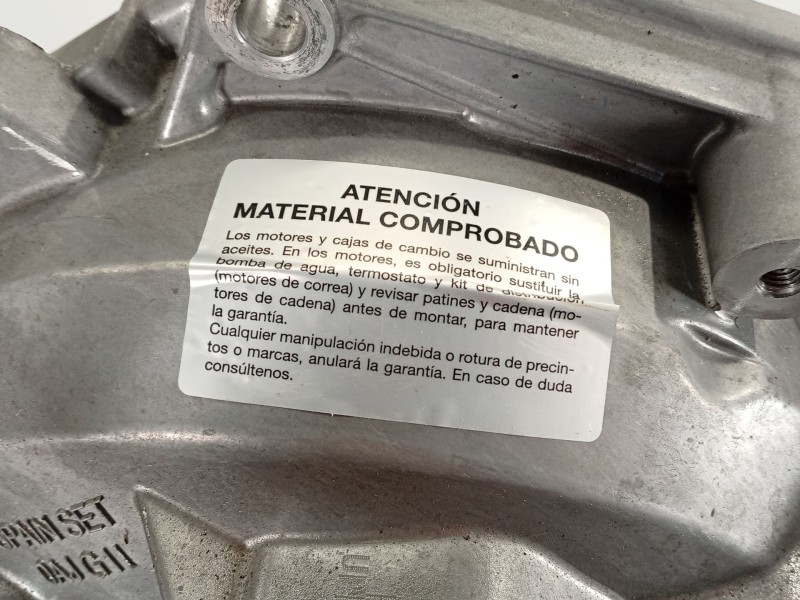 ATENCIÓN
MATERIAL COMPROBADO
Los motores y cajas de cambio se suministran sin
aceites. En los motores, es obligatorio sustituir la
bomba de agua, termostato y kit de distribución
(motores de correa) y revisar patines y cadena (mo-
tores de cadena) antes de montar, para mantener
la garantía.
Cualquier manipulación indebida o rotura de precin-
tos o marcas, anulará la garantía. En caso de duda
consúltenos.
SET